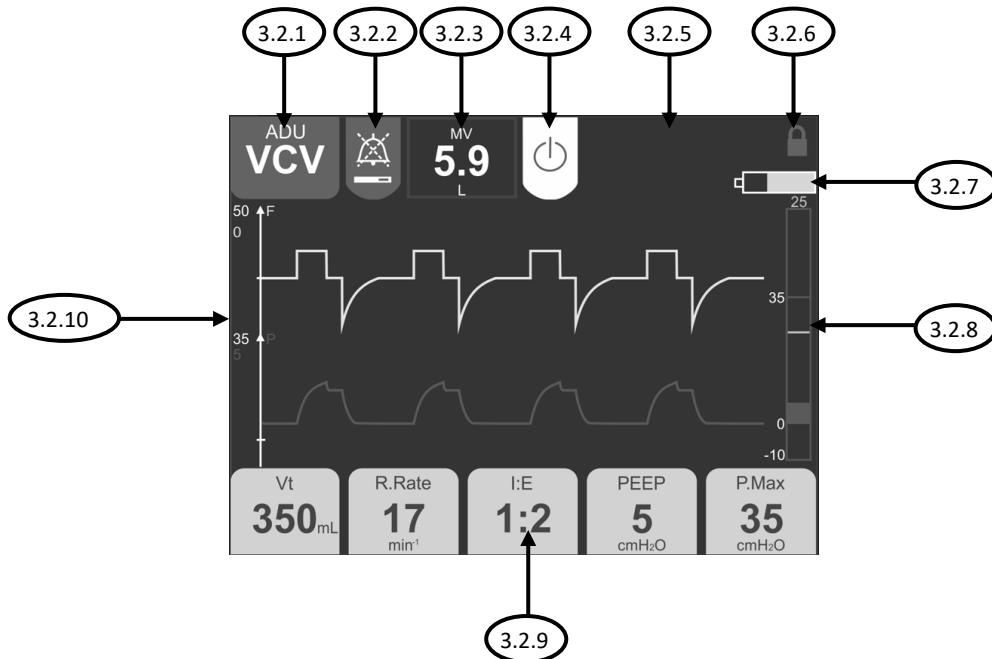 3.2.1 3.2.2 3.2.3 3.2.4 3.2.5 3.2.6
ADU
VCV
MV
5.9
L
3.2.7
25
50 F
0
35
3.2.10
3.2.8
35 P
5
0
-10
Vt
350 mL
R.Rate
17
min-1
I:E
1:2
PEEP
5
cmH2O
P.Max
35
cmH2O
3.2.9